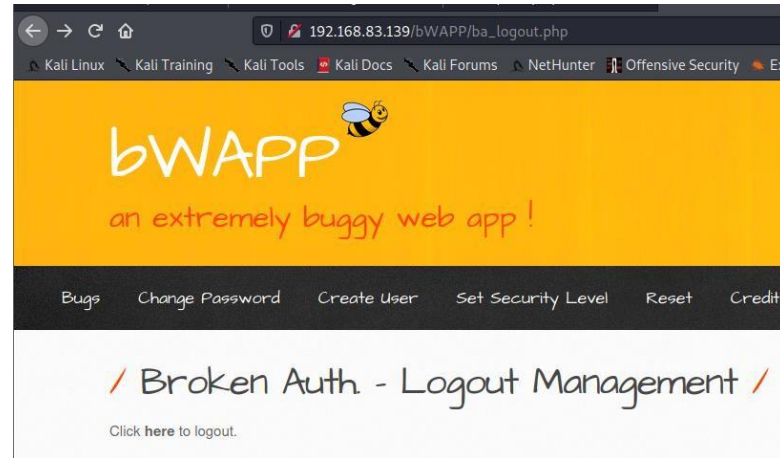 192.168.83.139/bWAPP/ba_logout.php
Kali Linux Kali Training Kali Tools Kali Docs Kali Forums NetHunter Offensive Security
bWAPP
an extremely buggy web app !
Bugs Change Password Create User Set Security Level Reset Credit
/ Broken Auth. - Logout Management /
Click here to logout.